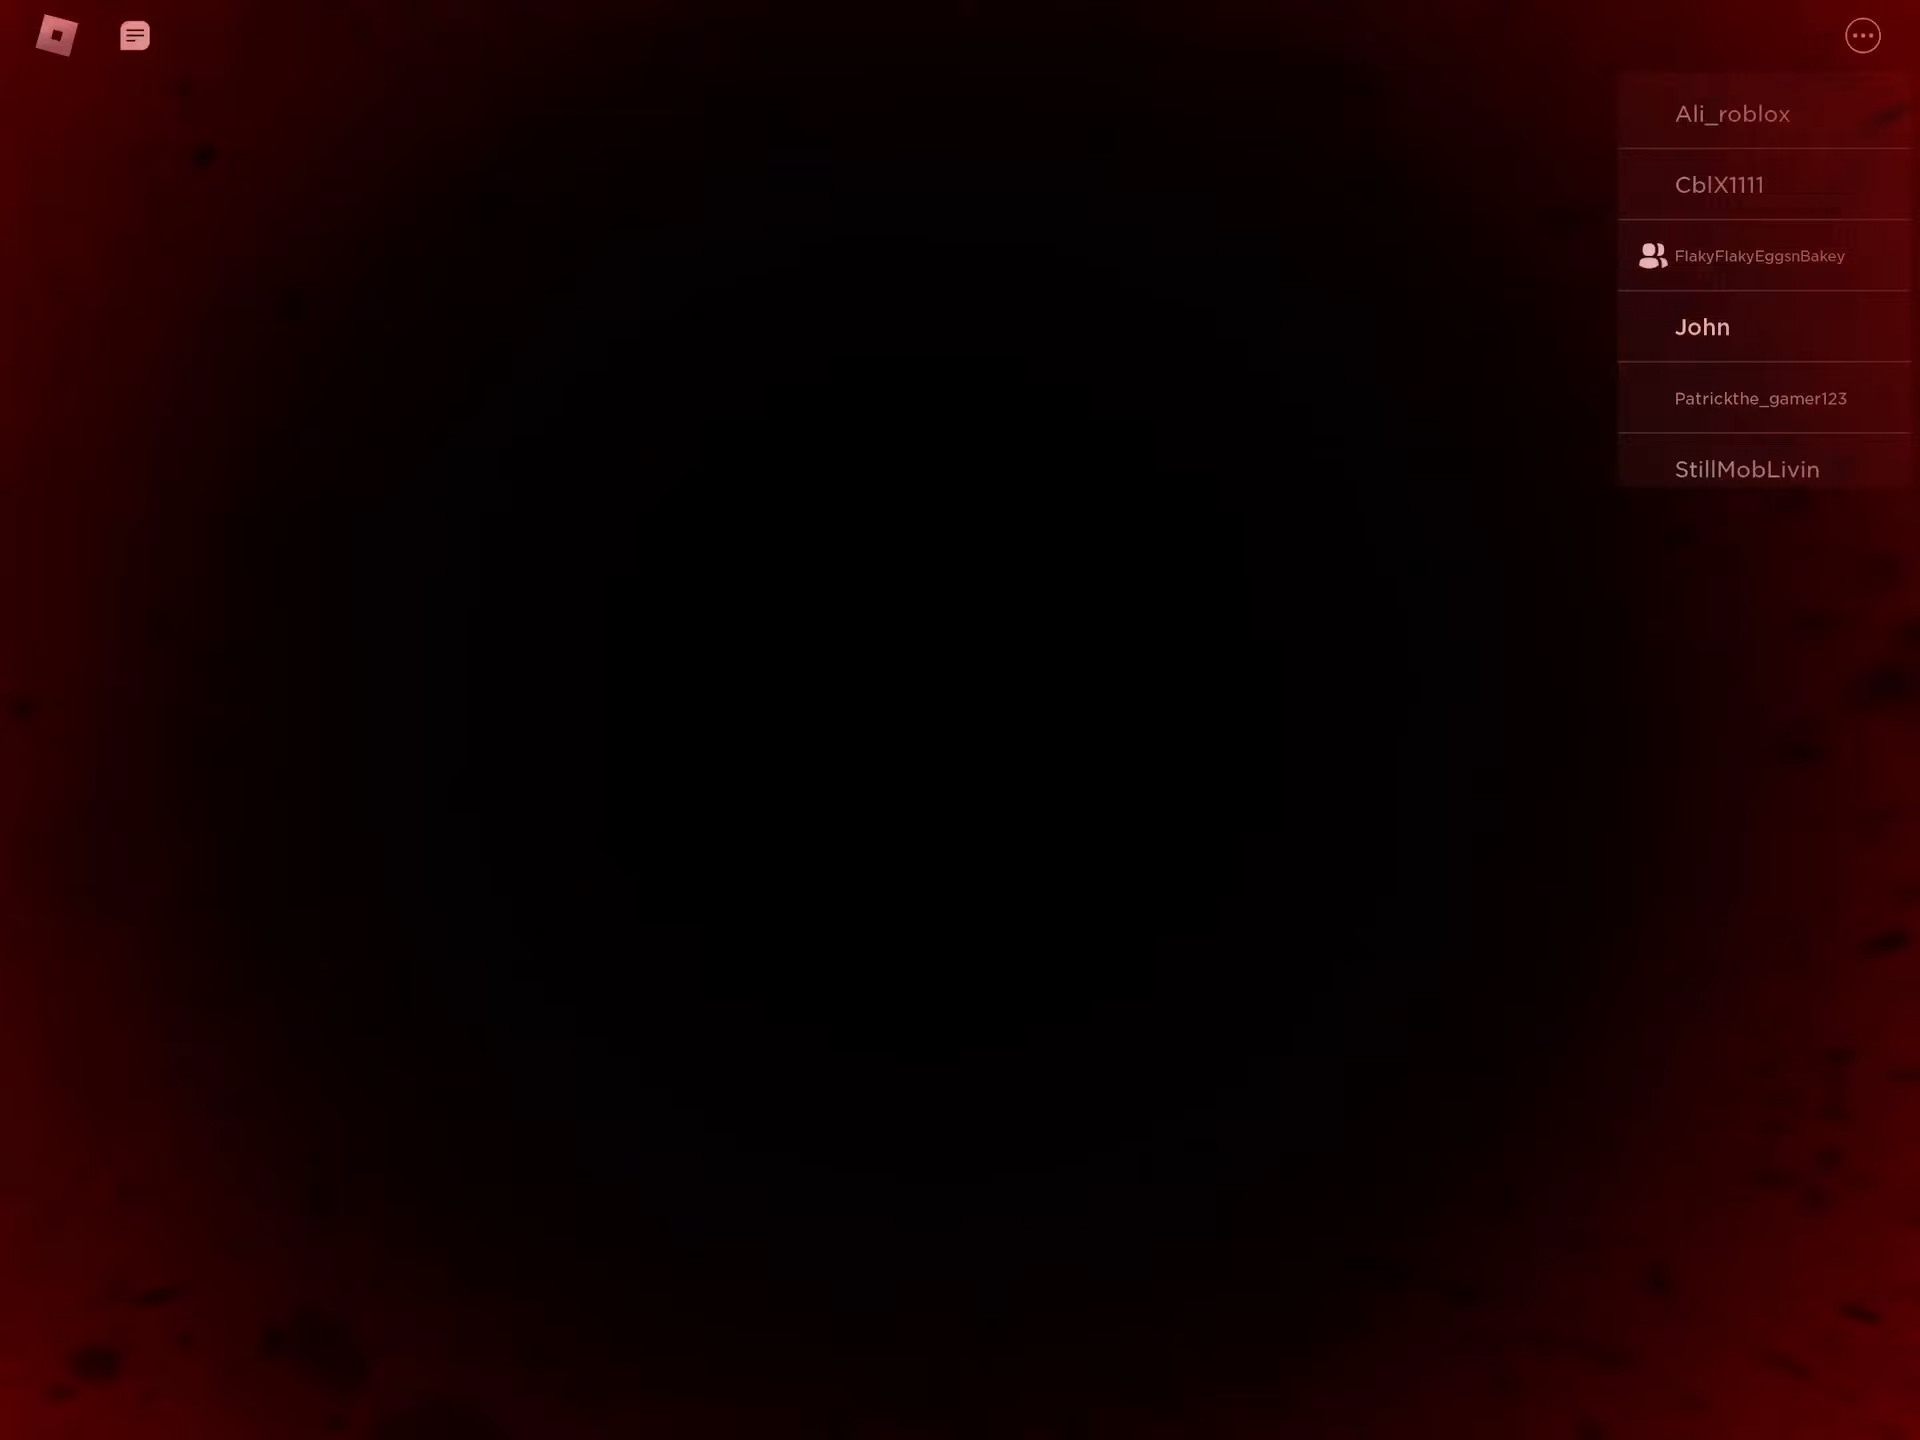 Ali_roblox
CblX1111
FlakyFlakyEggsnBakey
John
Patrickthe_gamer123
StillMobLivin